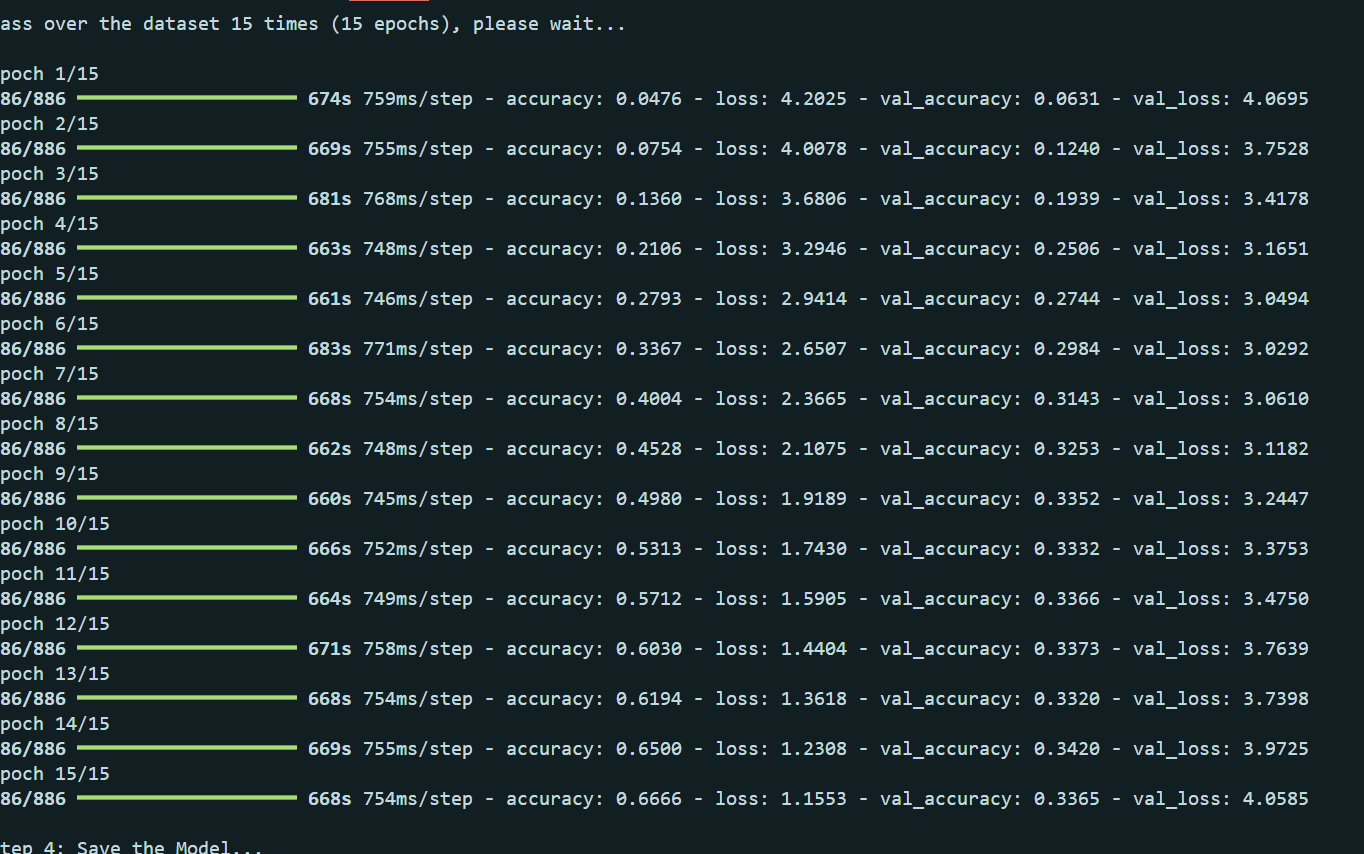 ass over the dataset 15 times (15 epochs), please wait...
poch 1/15
86/886 674s 759ms/step - accuracy: 0.0476 - loss: 4.2025 - val_accuracy: 0.0631 - val_loss: 4.0695
poch 2/15
86/886 669s 755ms/step - accuracy: 0.0754 - loss: 4.0078 - val_accuracy: 0.1240 - val_loss: 3.7528
poch 3/15
86/886 681s 768ms/step - accuracy: 0.1360 - loss: 3.6806 - val_accuracy: 0.1939 - val_loss: 3.4178
poch 4/15
86/886 663s 748ms/step - accuracy: 0.2106 - loss: 3.2946 - val_accuracy: 0.2506 - val_loss: 3.1651
poch 5/15
86/886 661s 746ms/step - accuracy: 0.2793 - loss: 2.9414 - val_accuracy: 0.2744 - val_loss: 3.0494
poch 6/15
86/886 683s 771ms/step - accuracy: 0.3367 - loss: 2.6507 - val_accuracy: 0.2984 - val_loss: 3.0292
poch 7/15
86/886 668s 754ms/step - accuracy: 0.4004 - loss: 2.3665 - val_accuracy: 0.3143 - val_loss: 3.0610
poch 8/15
86/886 662s 748ms/step - accuracy: 0.4528 - loss: 2.1075 - val_accuracy: 0.3253 - val_loss: 3.1182
poch 9/15
86/886 660s 745ms/step - accuracy: 0.4980 - loss: 1.9189 - val_accuracy: 0.3352 - val_loss: 3.2447
poch 10/15
86/886 666s 752ms/step - accuracy: 0.5313 - loss: 1.7430 - val_accuracy: 0.3332 - val_loss: 3.3753
poch 11/15
86/886 664s 749ms/step - accuracy: 0.5712 - loss: 1.5905 - val_accuracy: 0.3366 - val_loss: 3.4750
poch 12/15
86/886 671s 758ms/step - accuracy: 0.6030 - loss: 1.4404 - val_accuracy: 0.3373 - val_loss: 3.7639
poch 13/15
86/886 668s 754ms/step - accuracy: 0.6194 - loss: 1.3618 - val_accuracy: 0.3320 - val_loss: 3.7398
poch 14/15
86/886 669s 755ms/step - accuracy: 0.6500 - loss: 1.2308 - val_accuracy: 0.3420 - val_loss: 3.9725
poch 15/15
86/886 668s 754ms/step - accuracy: 0.6666 - loss: 1.1553 - val_accuracy: 0.3365 - val_loss: 4.0585
tep 4: Save the Model...